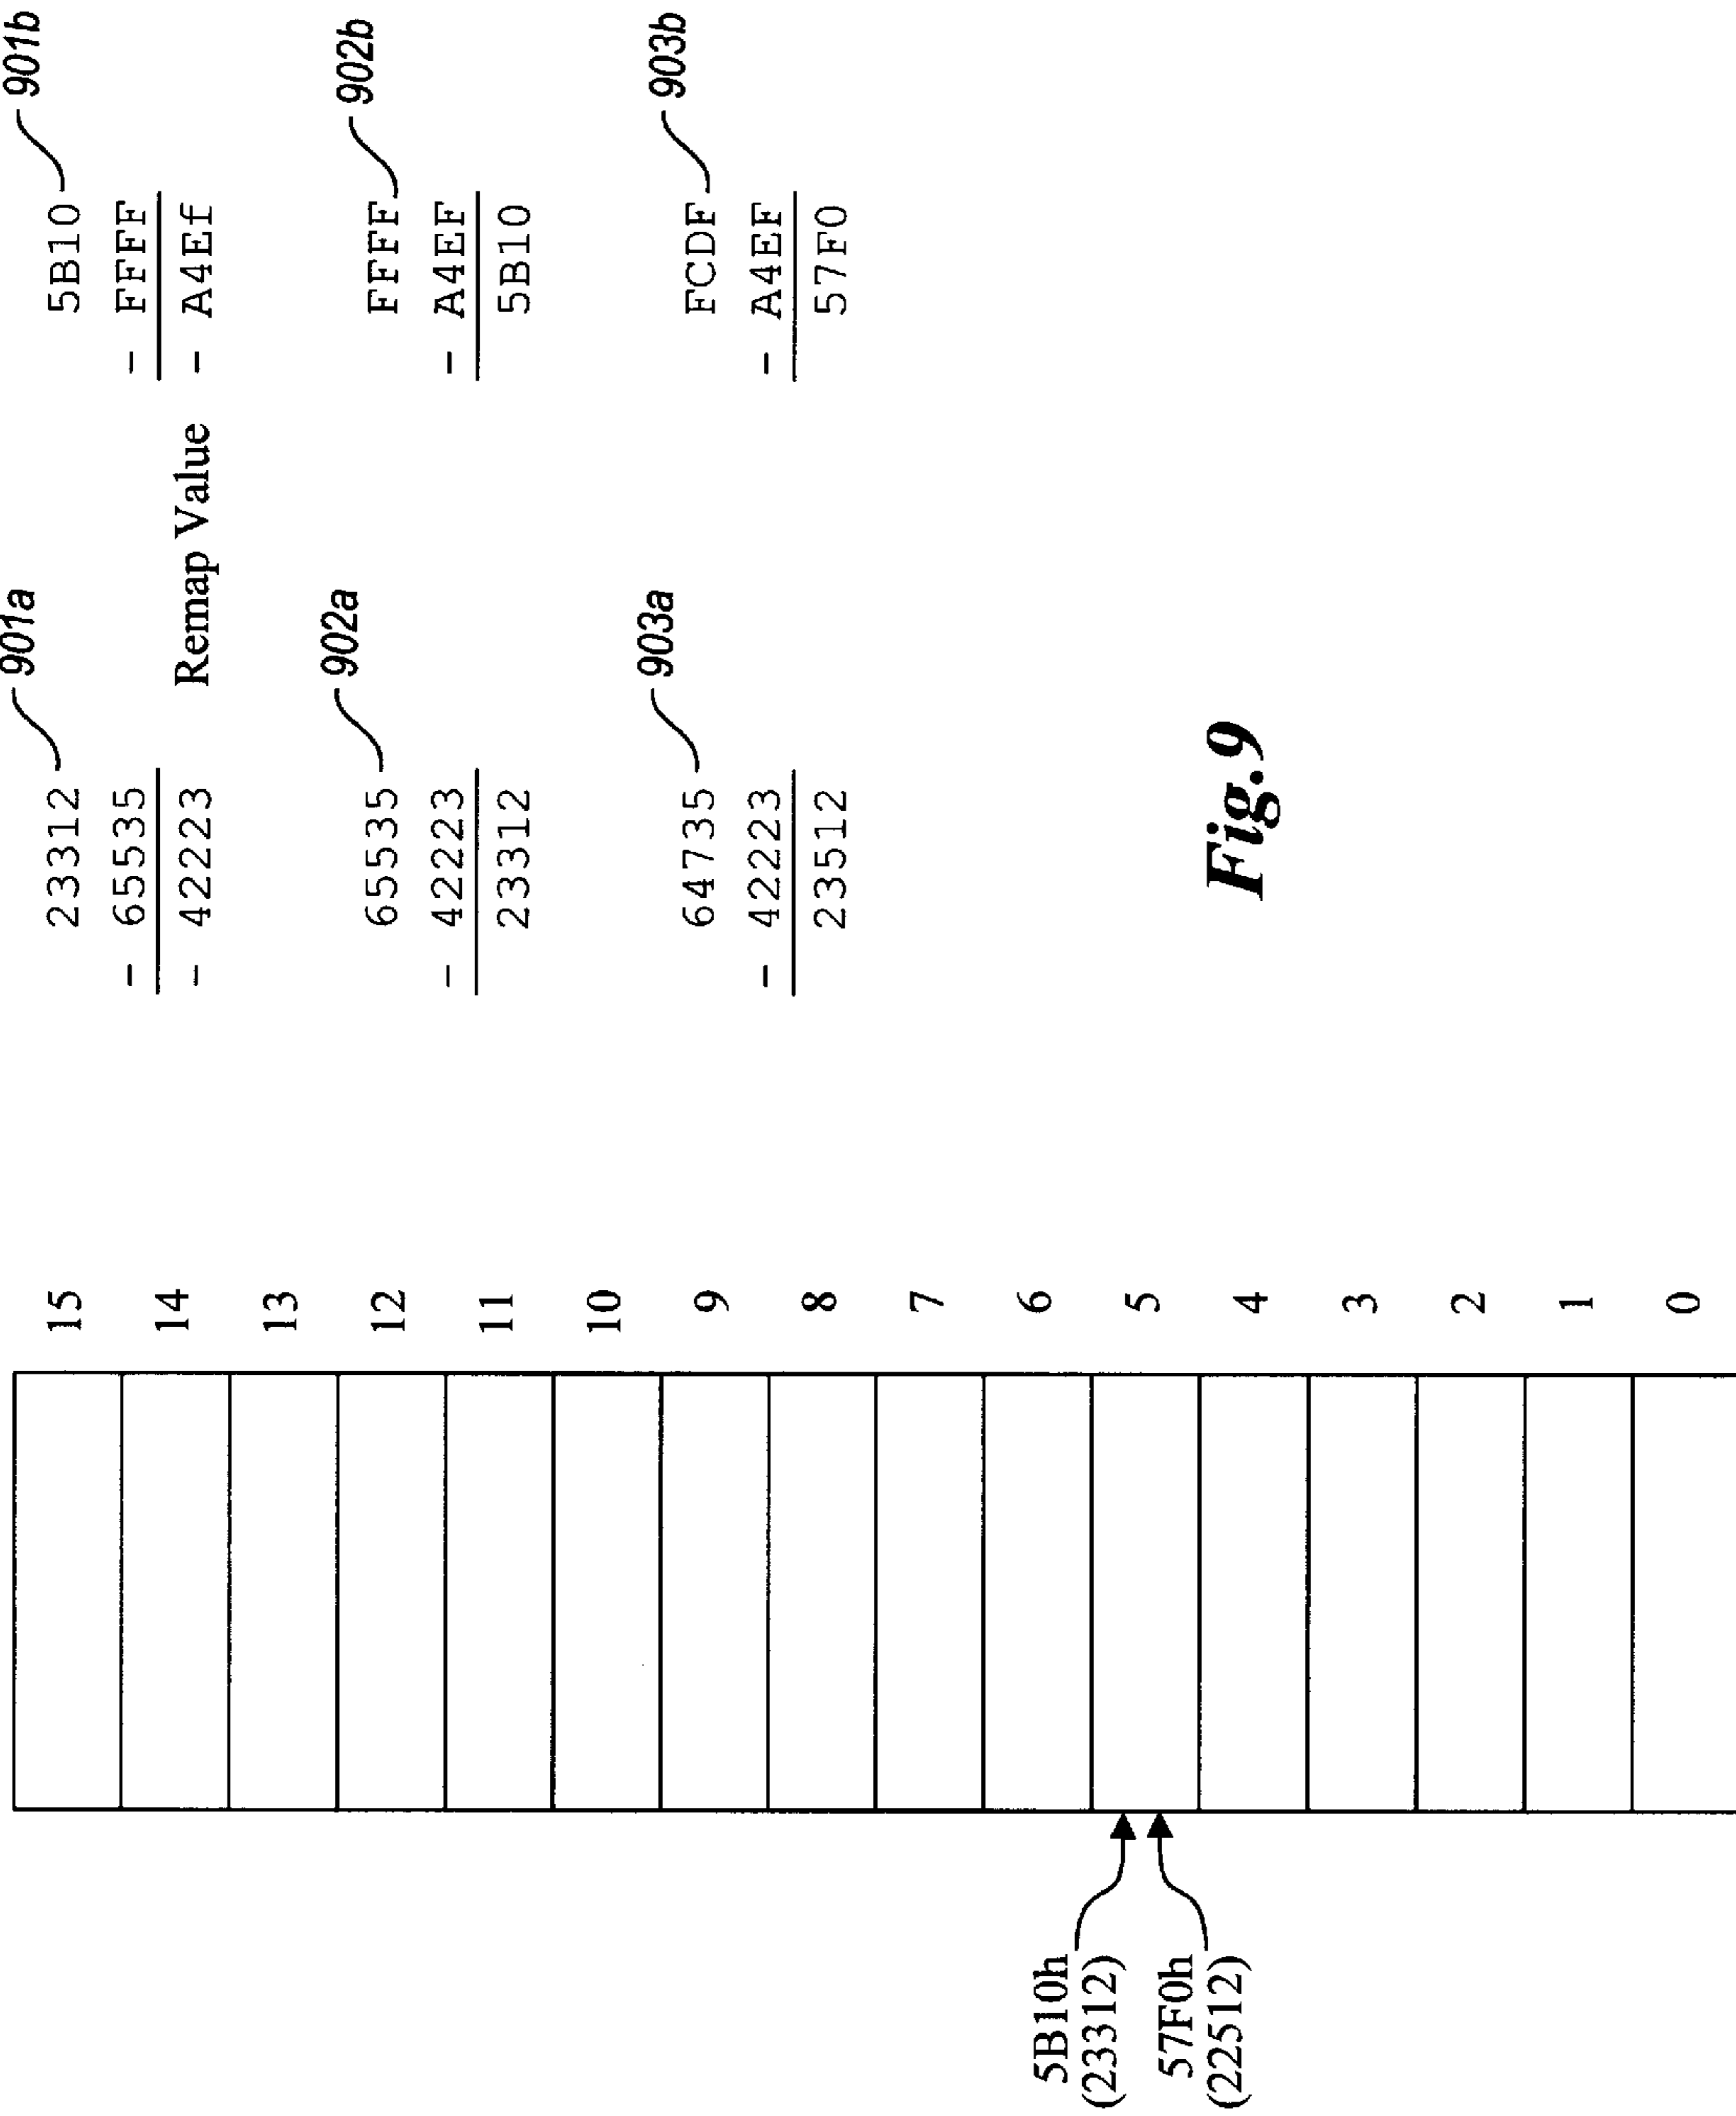 5B10h
(23312)
57F0h
(22512)
15
14
13
12
11
10
9
8
7
6
5
4
3
2
1
0
901a
23312
- 65535
- 42223
Remap Value
901b
5B10
- FFFF
- A4Ef
902a
65535
- 42223
23312
902b
FFFF
- A4EF
5B10
903a
64735
- 42223
23512
903b
FCDF
- A4EF
57F0
Fig.9